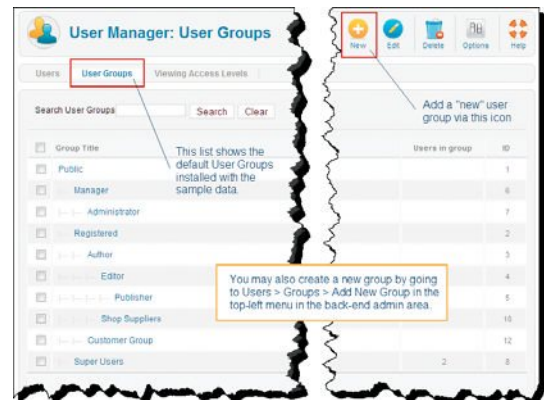 User Manager: User Groups
New Edit Delete Options Help
Users User Groups Viewing Access Levels
Search User Groups Search Clear
Add a "new" user
group via this icon
This list shows the
default User Groups
installed with the
sample data.
Group Title Users in group ID
Public 1
Manager 6
Administrator 7
Registered 2
Author 3
Editor 4
Publisher 5
Shop Suppliers 10
Customer Group 12
Super Users 2 8
You may also create a new group by going
to Users > Groups > Add New Group in the
top-left menu in the back-end admin area.